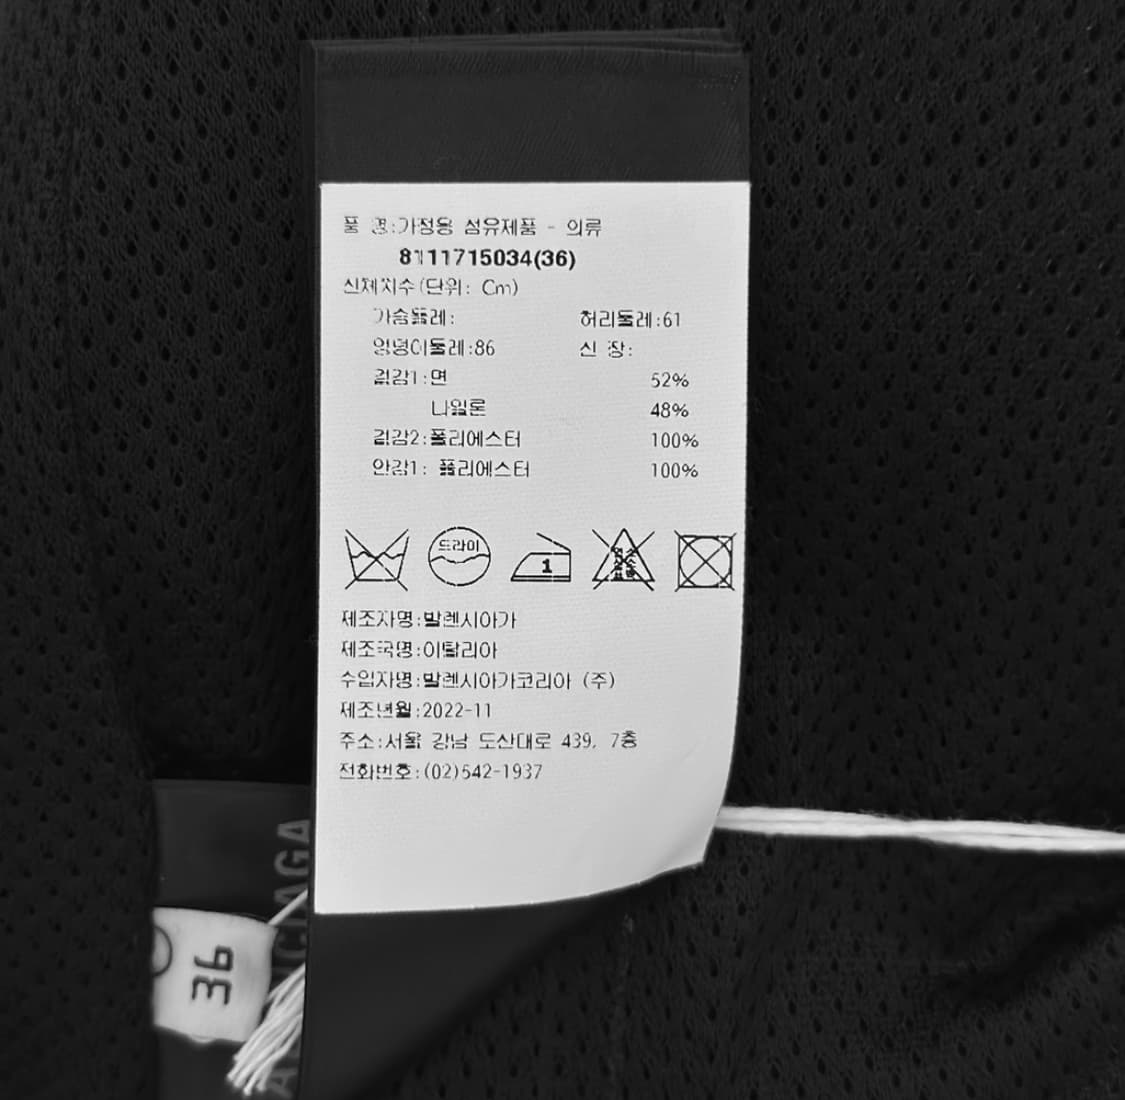 품 명:가정용 섬유제품 - 의류
8111715034(36)
신체치수(단위: Cm)
가슴둘레: 허리둘레:61
엉덩이둘레:86 신 장:
겉감1:면 52%
나일론 48%
겉감2:폴리에스터 100%
안감1: 폴리에스터 100%
드라이
1
제조자명:발렌시아가
제조국명:이탈리아
수입자명:발렌시아가코리아 (주)
제조년월:2022-11
주소:서울 강남 도산대로 439, 7층
전화번호:(02)542-1937
36